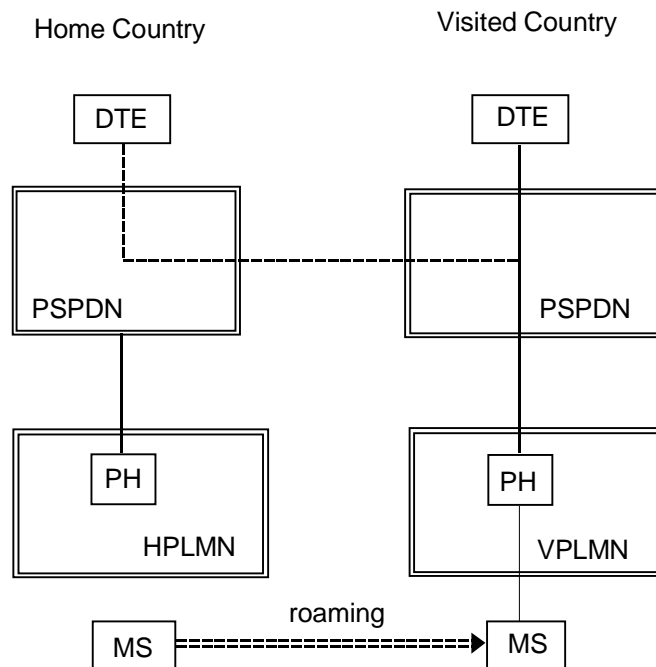 Home Country
Visited Country
DTE
DTE
PSPDN
PSPDN
PH
PH
HPLMN
VPLMN
roaming
MS
MS